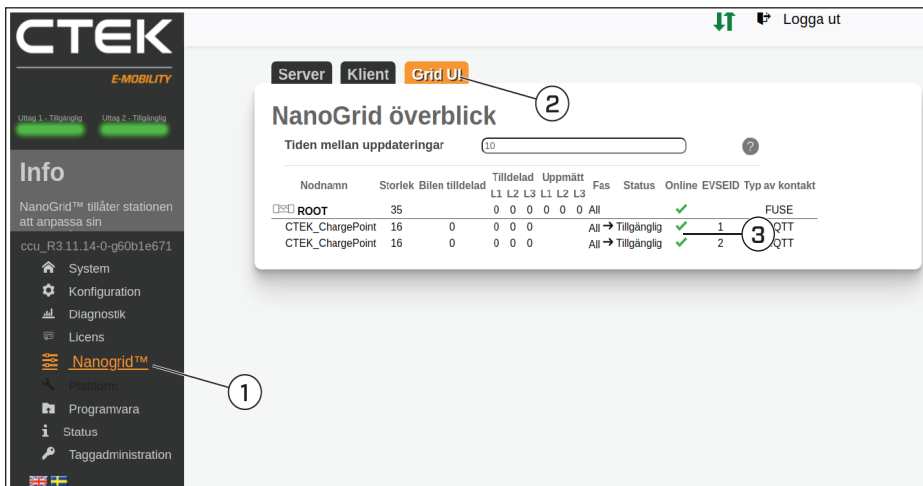 CTEK
E-MOBILITY
Uttag 1 - Tillgänglig Uttag 2 - Tillgänglig
Info
NanoGrid™ tillåter stationen
att anpassa sin
ccu_R3.11.14-0-g60b1e671
System
Konfiguration
Diagnostik
Licens
Nanogrid™
Plattform
Programvara
Status
Taggadministration
1
Logga ut
Server Klient Grid UI
2
NanoGrid överblick
Tiden mellan uppdateringar 10 ?
Tilldelad Uppmätt
Nodnamn Storlek Bilen tilldelad L1 L2 L3 L1 L2 L3 Fas Status Online EVSEID Typ av kontakt
ROOT 35 0 0 0 0 0 0 All FUSE
CTEK_ChargePoint 16 0 0 0 0 All Tillgänglig 1 QTT
CTEK_ChargePoint 16 0 0 0 0 All Tillgänglig 2 QTT
3